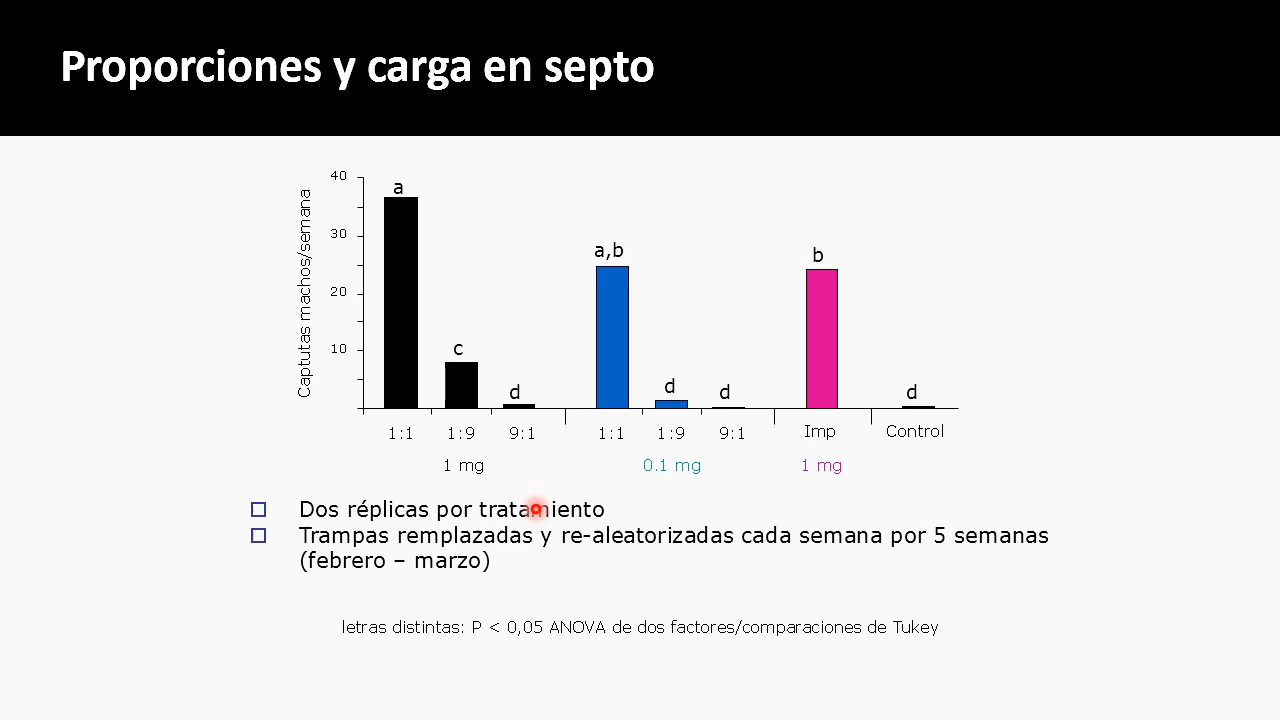 Proporciones y carga en septo
Captutas machos/semana
40
30
20
10
a
c
d
a,b
d
d
b
d
1:1 1:9 9:1 1:1 1:9 9:1 Imp Control
1 mg 0.1 mg 1 mg
Dos réplicas por tratamiento
Trampas remplazadas y re-aleatorizadas cada semana por 5 semanas
(febrero – marzo)
letras distintas: P < 0,05 ANOVA de dos factores/comparaciones de Tukey